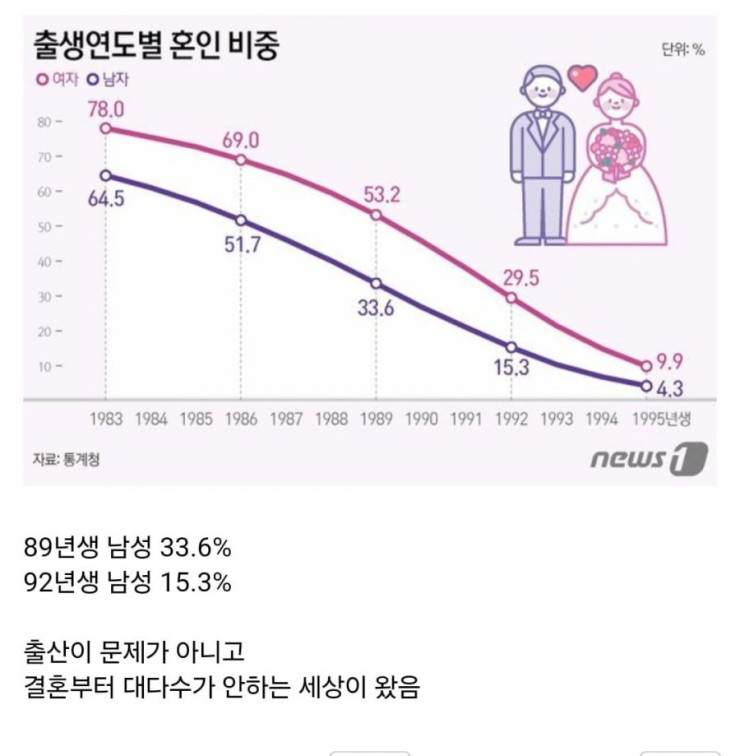 출생연도별 혼인 비중
단위: %
여자 남자
78.0
69.0
53.2
29.5
9.9
64.5
51.7
33.6
15.3
4.3
80
70
60
50
40
30
20
10
1983 1984 1985 1986 1987 1988 1989 1990 1991 1992 1993 1994 1995년생
자료: 통계청
news1
89년생 남성 33.6%
92년생 남성 15.3%
출산이 문제가 아니고
결혼부터 대다수가 안하는 세상이 왔음